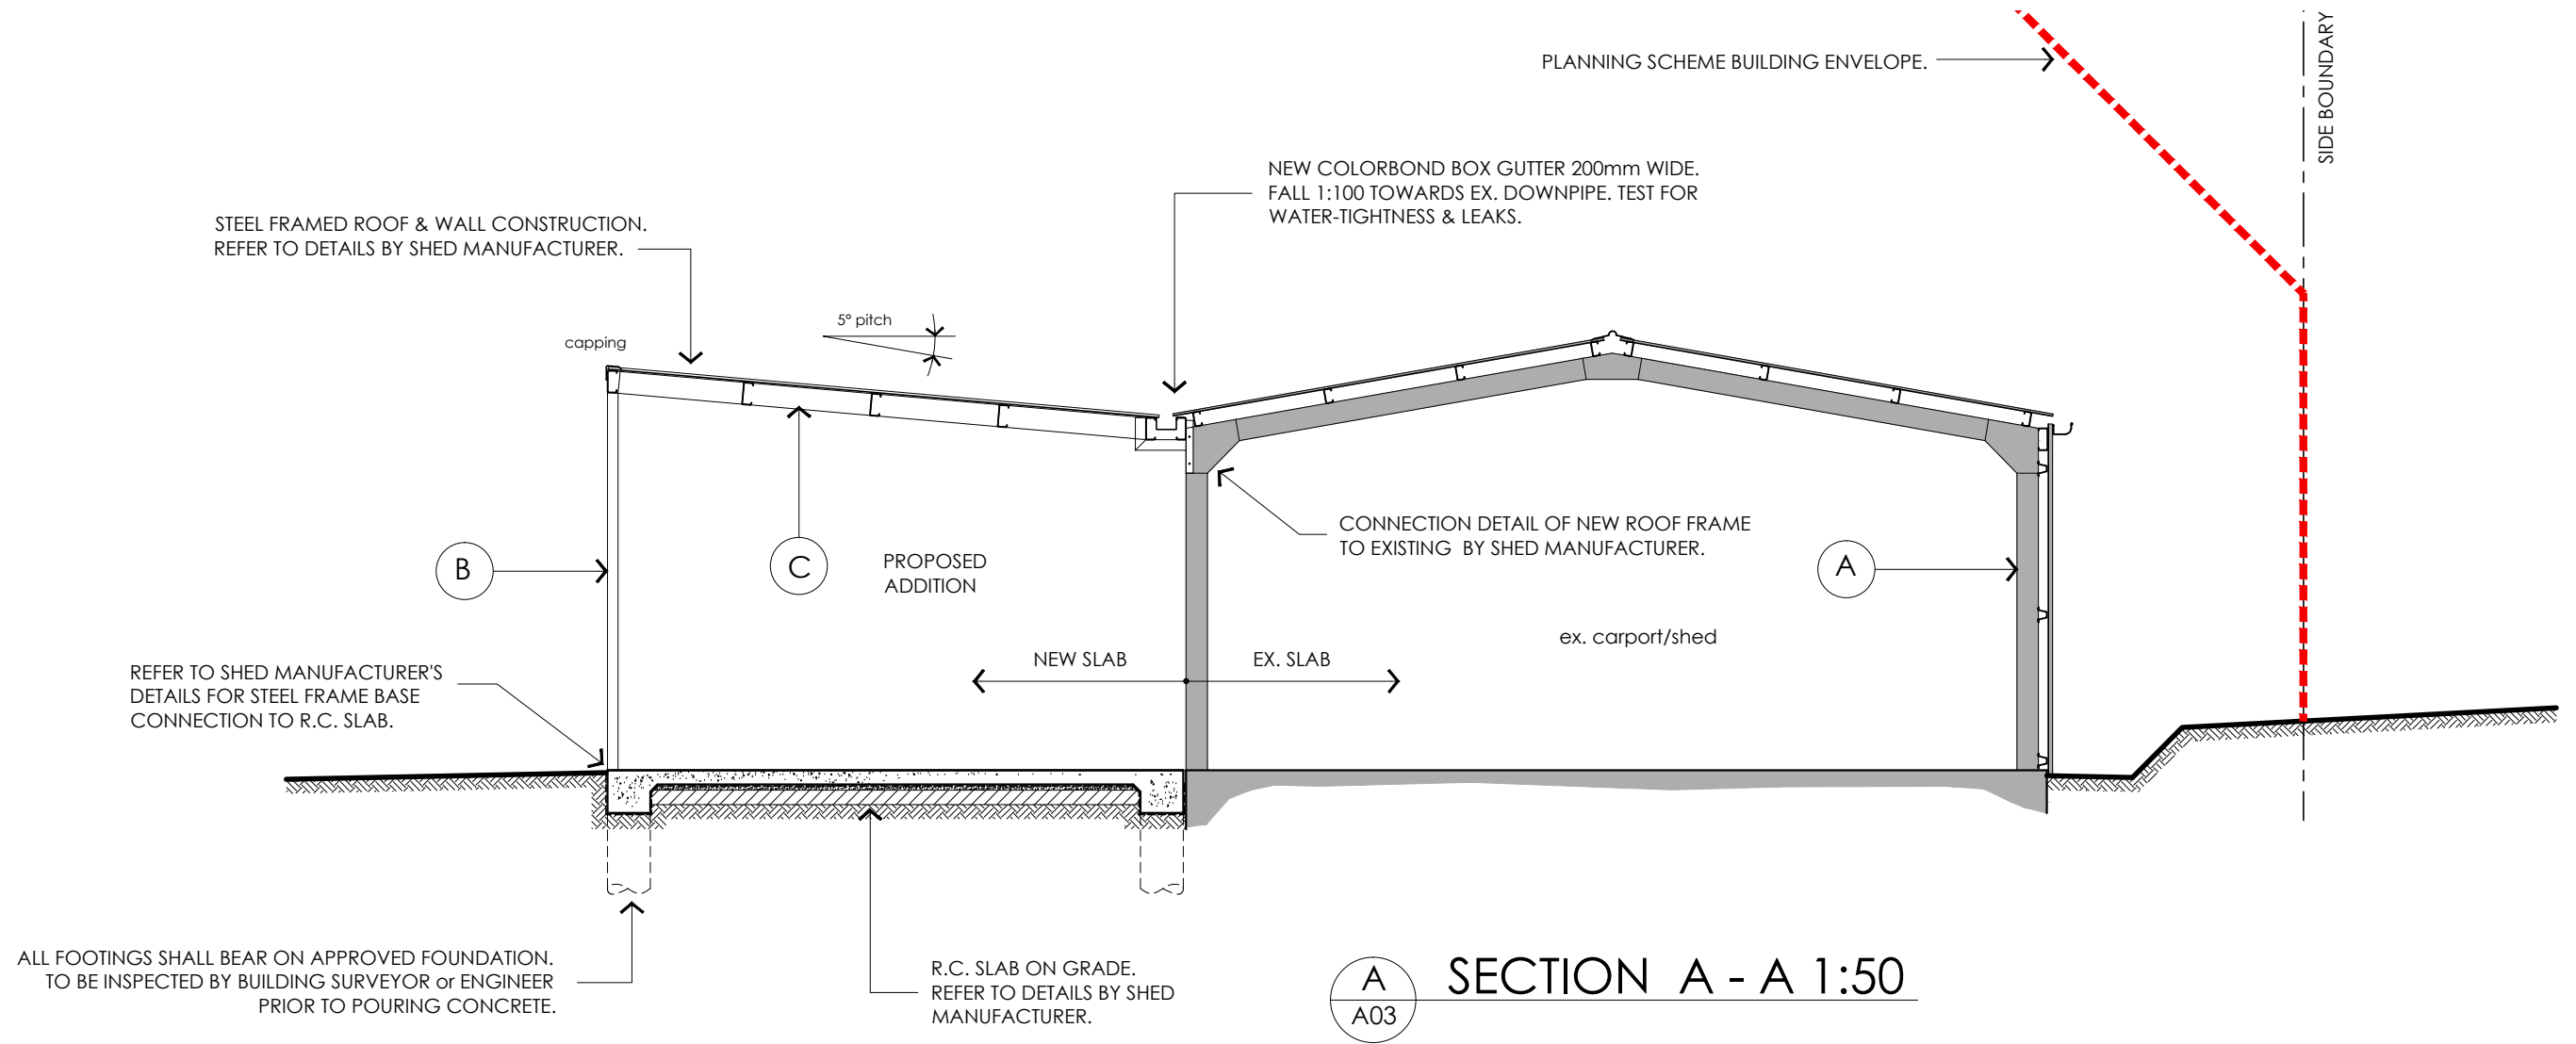 PLANNING SCHEME BUILDING ENVELOPE.
SIDE BOUNDARY
NEW COLORBOND BOX GUTTER 200mm WIDE.
FALL 1:100 TOWARDS EX. DOWNPIPE. TEST FOR
WATER-TIGHTNESS & LEAKS.
STEEL FRAMED ROOF & WALL CONSTRUCTION.
REFER TO DETAILS BY SHED MANUFACTURER.
5° pitch
capping
CONNECTION DETAIL OF NEW ROOF FRAME
TO EXISTING BY SHED MANUFACTURER.
B
C
PROPOSED
ADDITION
A
ex. carport/shed
NEW SLAB
EX. SLAB
REFER TO SHED MANUFACTURER'S
DETAILS FOR STEEL FRAME BASE
CONNECTION TO R.C. SLAB.
ALL FOOTINGS SHALL BEAR ON APPROVED FOUNDATION.
TO BE INSPECTED BY BUILDING SURVEYOR or ENGINEER
PRIOR TO POURING CONCRETE.
R.C. SLAB ON GRADE.
REFER TO DETAILS BY SHED
MANUFACTURER.
A
A03
SECTION A - A 1:50